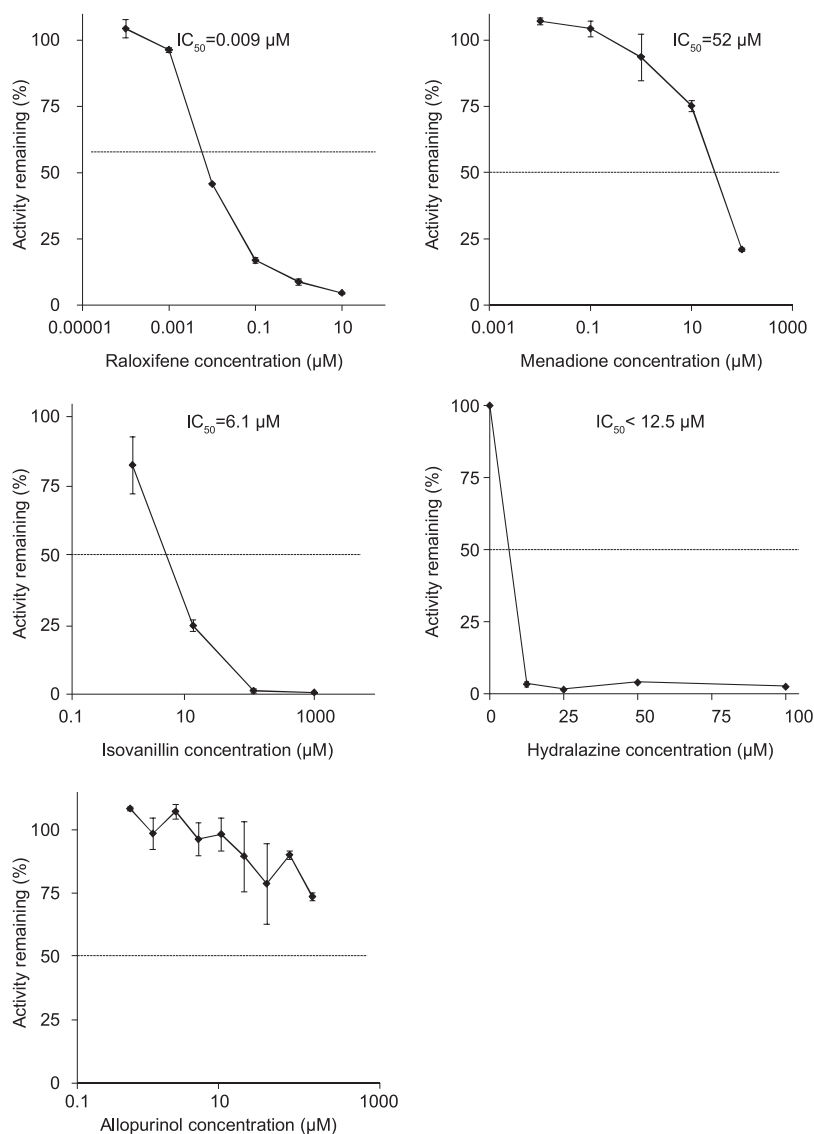 IC50=0.009 µM
Activity remaining (%)
100
75
50
25
0
0.00001 0.001 0.1 10
Raloxifene concentration (µM)
IC50=52 µM
Activity remaining (%)
100
75
50
25
0
0.001 0.1 10 1000
Menadione concentration (µM)
IC50=6.1 µM
Activity remaining (%)
100
75
50
25
0
0.1 10 1000
Isovanillin concentration (µM)
IC50< 12.5 µM
Activity remaining (%)
100
75
50
25
0
0 25 50 75 100
Hydralazine concentration (µM)
Activity remaining (%)
100
75
50
25
0
0.1 10 1000
Allopurinol concentration (µM)